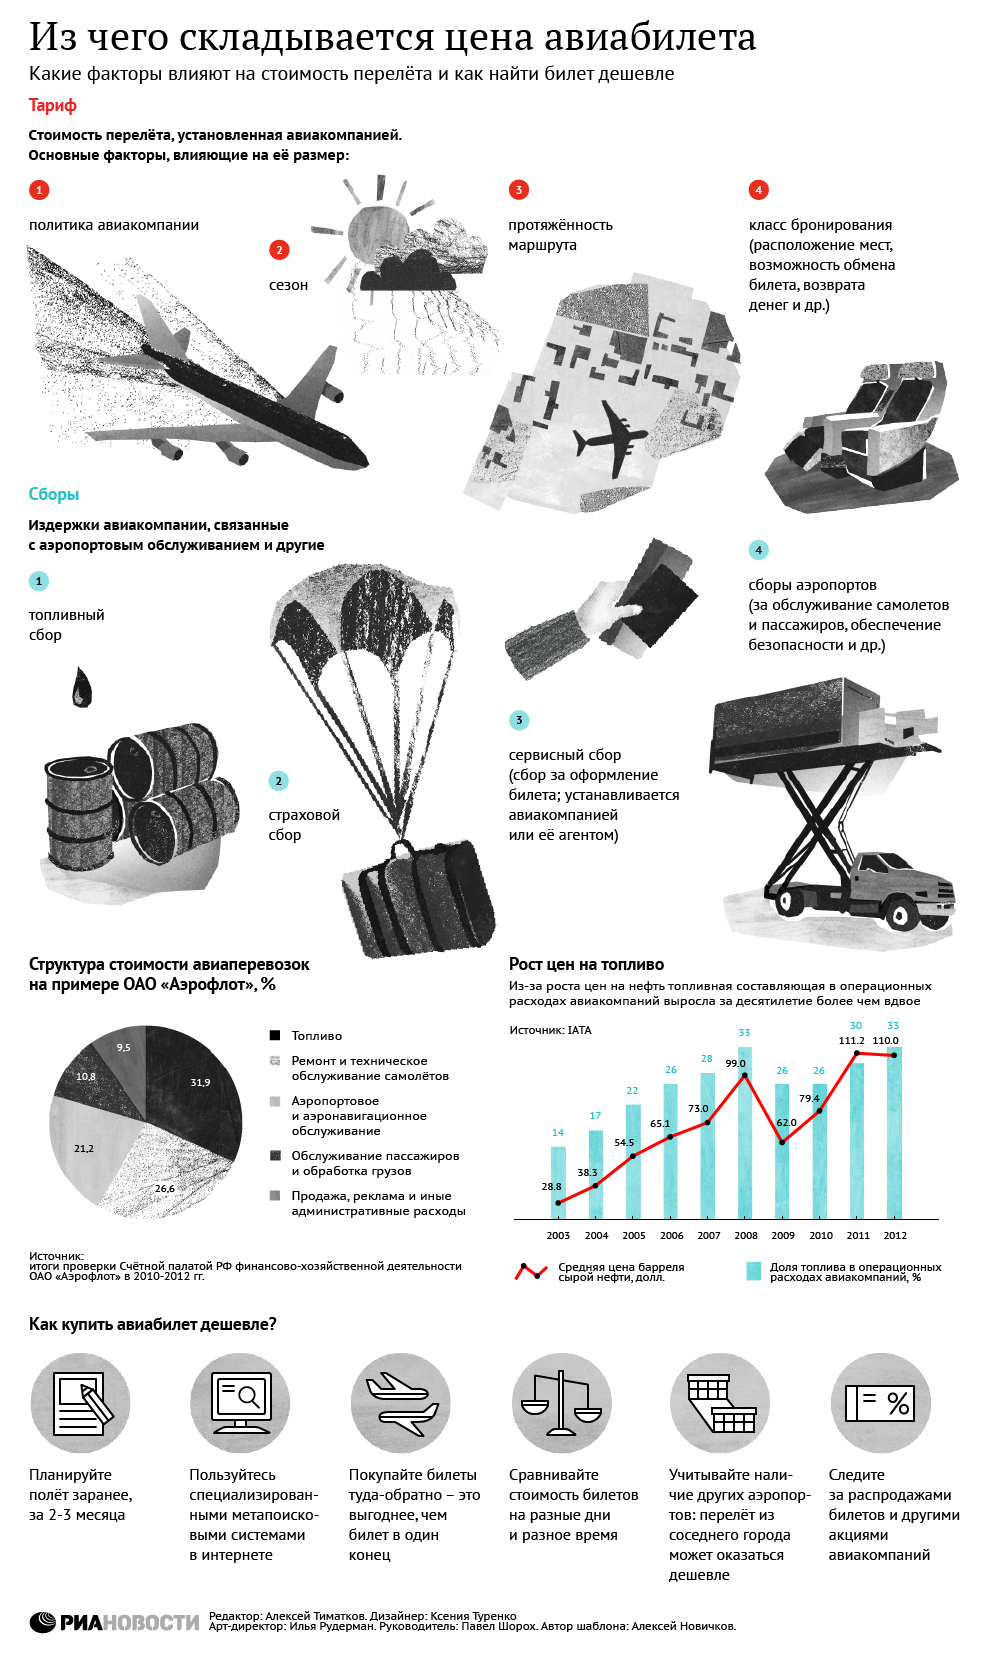 Из чего складывается цена авиабилета
Какие факторы влияют на стоимость перелёта и как найти билет дешевле
Тариф
Стоимость перелёта, установленная авиакомпанией.
Основные факторы, влияющие на её размер:
1
политика авиакомпании
2
сезон
3
протяжённость
маршрута
4
класс бронирования
(расположение мест,
возможность обмена
билета, возврата
денег и др.)
Сборы
Издержки авиакомпании, связанные
с аэропортовым обслуживанием и другие
1
топливный
сбор
2
страховой
сбор
3
сервисный сбор
(сбор за оформление
билета; устанавливается
авиакомпанией
или её агентом)
4
сборы аэропортов
(за обслуживание самолетов
и пассажиров, обеспечение
безопасности и др.)
Структура стоимости авиаперевозок
на примере ОАО «Аэрофлот», %
9,5
10,8
31,9
21,2
26,6
Топливо
Ремонт и техническое
обслуживание самолётов
Аэропортовое
и аэронавигационное
обслуживание
Обслуживание пассажиров
и обработка грузов
Продажа, реклама и иные
административные расходы
Источник:
итоги проверки Счётной палатой РФ финансово-хозяйственной деятельности
ОАО «Аэрофлот» в 2010-2012 гг.
Рост цен на топливо
Из-за роста цен на нефть топливная составляющая в операционных
расходах авиакомпаний выросла за десятилетие более чем вдвое
Источник: IATA
14 17 22 26 28 33 26 26 30 33
28.8 38.3 54.5 65.1 73.0 99.0 62.0 79.4 111.2 110.0
2003 2004 2005 2006 2007 2008 2009 2010 2011 2012
Средняя цена барреля
сырой нефти, долл.
Доля топлива в операционных
расходах авиакомпаний, %
Как купить авиабилет дешевле?
%
Планируйте
полёт заранее,
за 2-3 месяца
Пользуйтесь
специализирован-
ными метапоиско-
выми системами
в интернете
Покупайте билеты
туда-обратно – это
выгоднее, чем
билет в один
конец
Сравнивайте
стоимость билетов
на разные дни
и разное время
Учитывайте нали-
чие других аэропор-
тов: перелёт из
соседнего города
может оказаться
дешевле
Следите
за распродажами
билетов и другими
акциями
авиакомпаний
РИАНОВОСТИ
Редактор: Алексей Тиматков. Дизайнер: Ксения Туренко
Арт-директор: Илья Рудерман. Руководитель: Павел Шорох. Автор шаблона: Алексей Новичков.